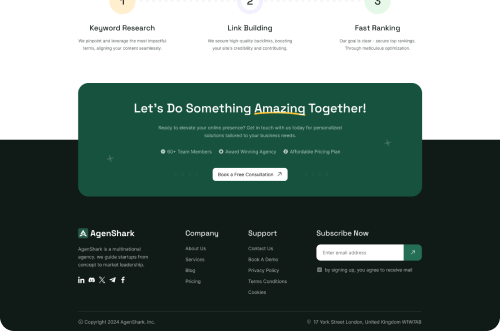 1
2
3
Keyword Research
Link Building
Fast Ranking
We pinpoint and leverage the most impactful
terms, aligning your content seamlessly.
We secure high-quality backlinks, boosting
your site's credibility and contributing.
Our goal is clear - secure top rankings
Through meticulous optimization.
Let's Do Something Amazing Together!
Ready to elevate your online presence? Get in touch with us today for personalized
solutions tailored to your business needs.
60+ Team Members
Award Winning Agency
Affordable Pricing Plan
Book a Free Consultation
AgenShark
AgenShark is a multinational
agency. we guide startups from
concept to market leadership.
Company
About Us
Services
Blog
Pricing
Support
Contact Us
Book A Demo
Privacy Policy
Terms Conditions
Cookies
Subscribe Now
Enter email address
by signing up, you agree to receive mail
© Copyright 2024 AgenShark, Inc.
17 York Street London, United Kingdom W1W7A8